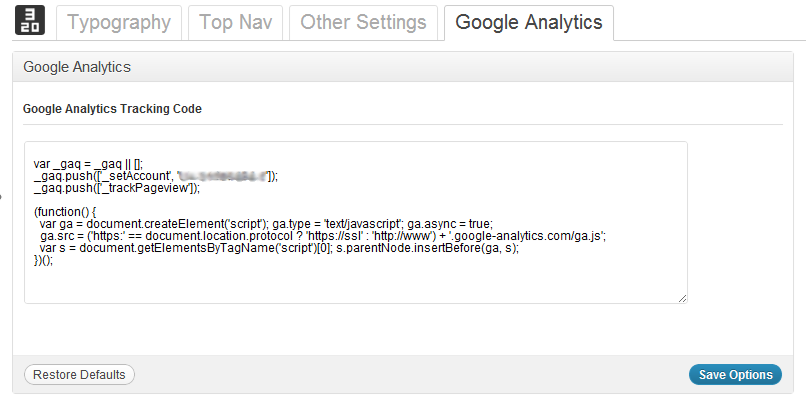 3
20
Typography
Top Nav
Other Settings
Google Analytics
Google Analytics
Google Analytics Tracking Code
var _gaq = _gaq || [];
_gaq.push(['_setAccount', '']);
_gaq.push(['_trackPageview']);
(function() {
var ga = document.createElement('script'); ga.type = 'text/javascript'; ga.async = true;
ga.src = ('https:' == document.location.protocol ? 'https://ssl' : 'http://www') + '.google-analytics.com/ga.js';
var s = document.getElementsByTagName('script')[0]; s.parentNode.insertBefore(ga, s);
})();
Restore Defaults
Save Options